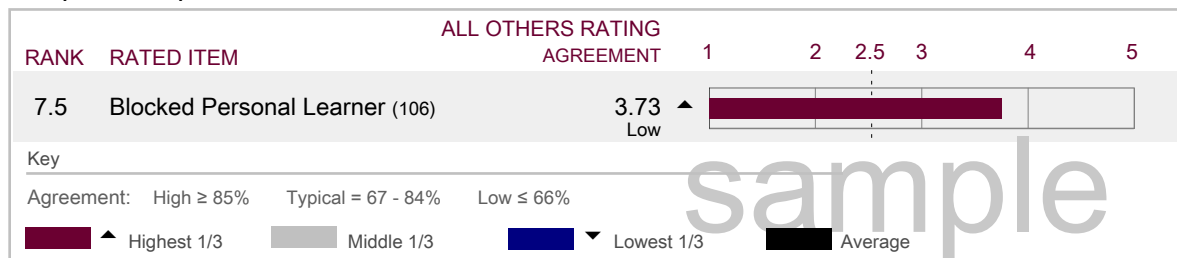 ALL OTHERS RATING
RANK RATED ITEM AGREEMENT 1 2 2.5 3 4 5
7.5 Blocked Personal Learner (106) 3.73
Low
Key
Agreement: High ≥ 85% Typical = 67 - 84% Low ≤ 66%
sample
Highest 1/3 Middle 1/3 Lowest 1/3 Average